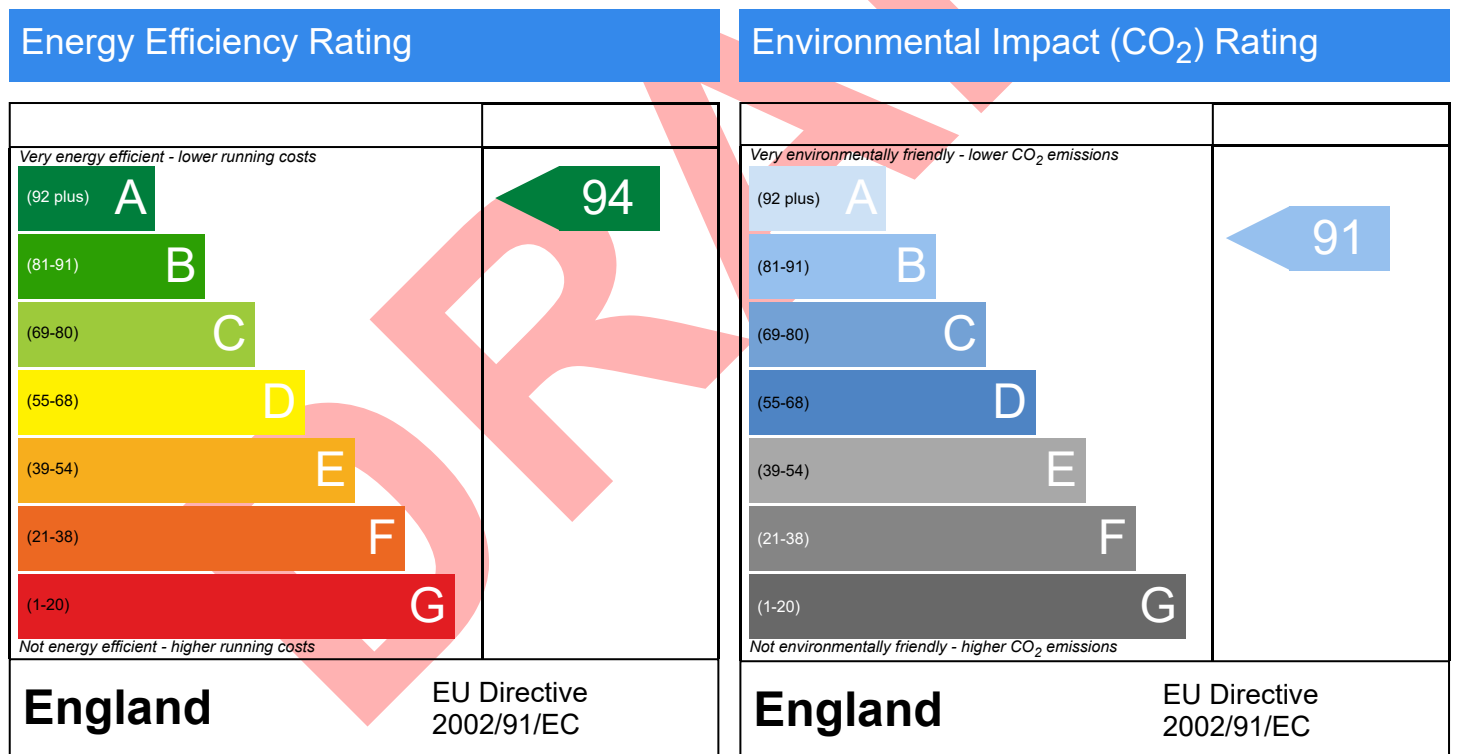 Energy Efficiency Rating
Very energy efficient - lower running costs
(92 plus) A
(81-91) B
(69-80) C
(55-68) D
(39-54) E
(21-38) F
(1-20) G
Not energy efficient - higher running costs
94
England
EU Directive
2002/91/EC
Environmental Impact (CO₂) Rating
Very environmentally friendly - lower CO₂ emissions
(92 plus) A
(81-91) B
(69-80) C
(55-68) D
(39-54) E
(21-38) F
(1-20) G
Not environmentally friendly - higher CO₂ emissions
91
England
EU Directive
2002/91/EC